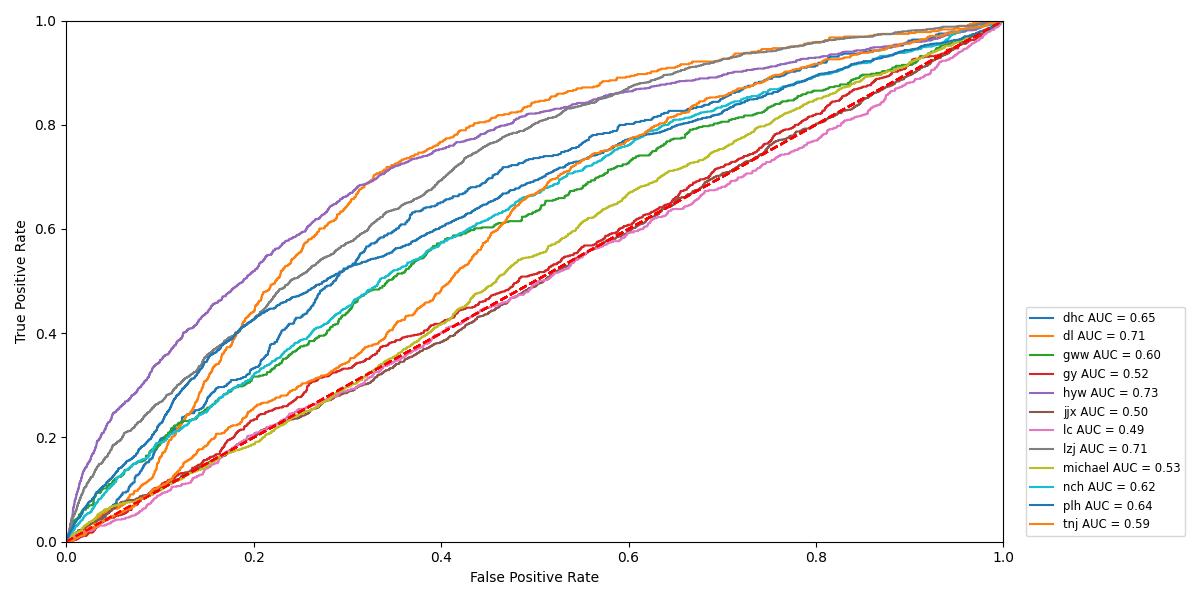 1.0
0.8
0.6
0.4
0.2
0.0
True Positive Rate
0.0 0.2 0.4 0.6 0.8 1.0
False Positive Rate
dhc AUC = 0.65
dl AUC = 0.71
gww AUC = 0.60
gy AUC = 0.52
hyw AUC = 0.73
jjx AUC = 0.50
lc AUC = 0.49
lzj AUC = 0.71
michael AUC = 0.53
nch AUC = 0.62
plh AUC = 0.64
tnj AUC = 0.59